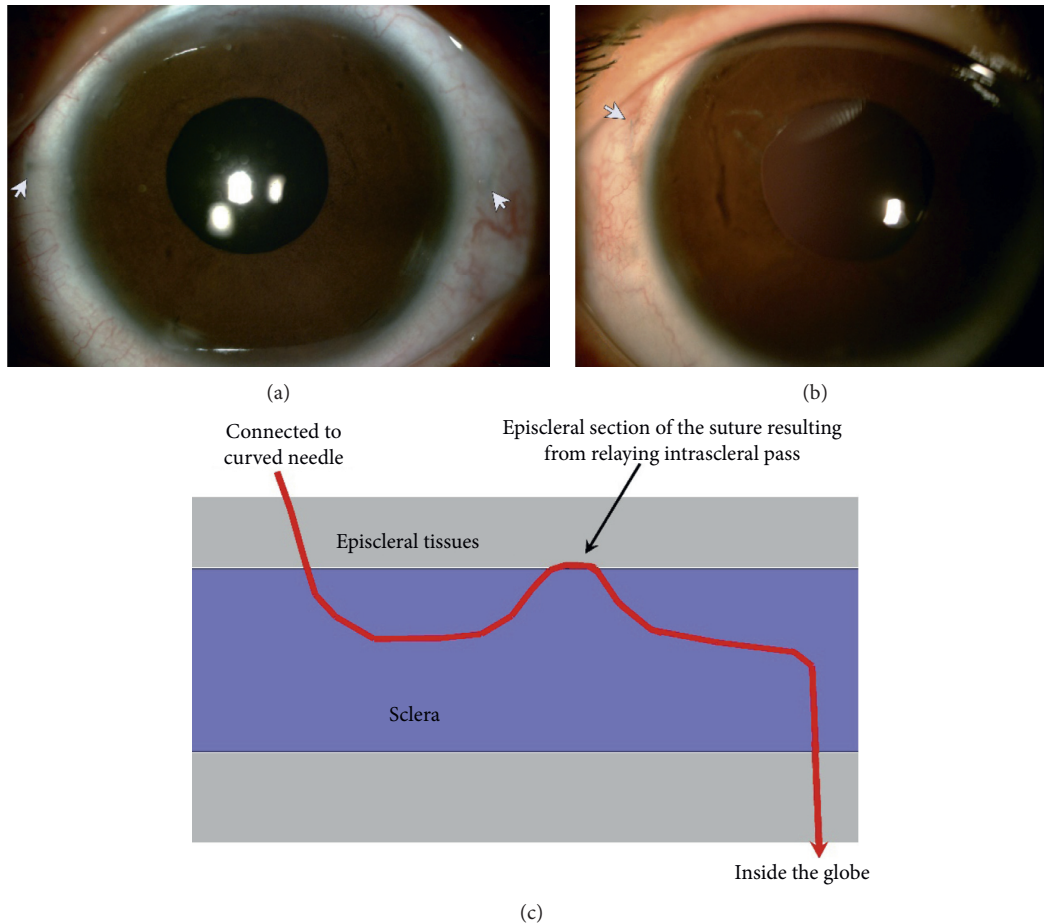 (a)
(b)
Connected to
curved needle
Episcleral section of the suture resulting
from relaying intrascleral pass
Episcleral tissues
Sclera
Inside the globe
(c)